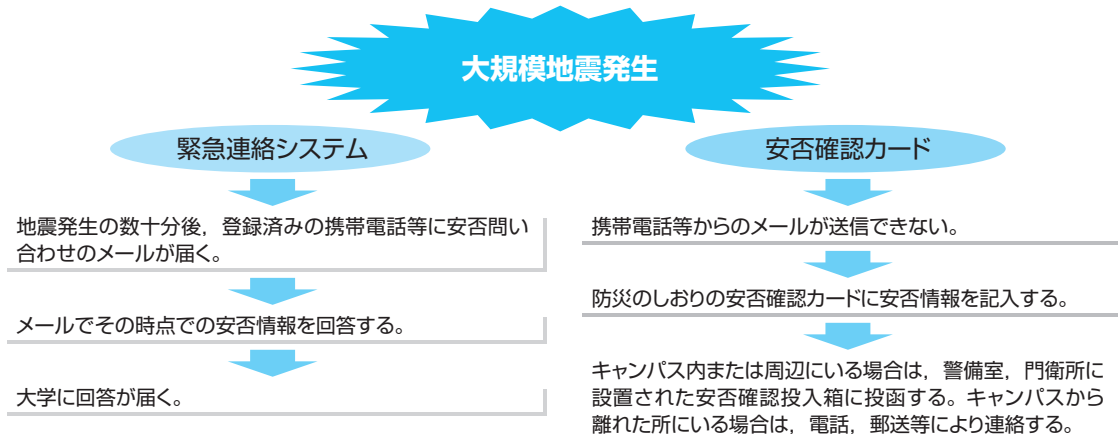 大規模地震発生
緊急連絡システム
地震発生の数十分後，登録済みの携帯電話等に安否問い
合わせのメールが届く。
メールでその時点での安否情報を回答する。
大学に回答が届く。
安否確認カード
携帯電話等からのメールが送信できない。
防災のしおりの安否確認カードに安否情報を記入する。
キャンパス内または周辺にいる場合は，警備室，門衛所に
設置された安否確認投入箱に投函する。キャンパスから
離れた所にいる場合は，電話，郵送等により連絡する。